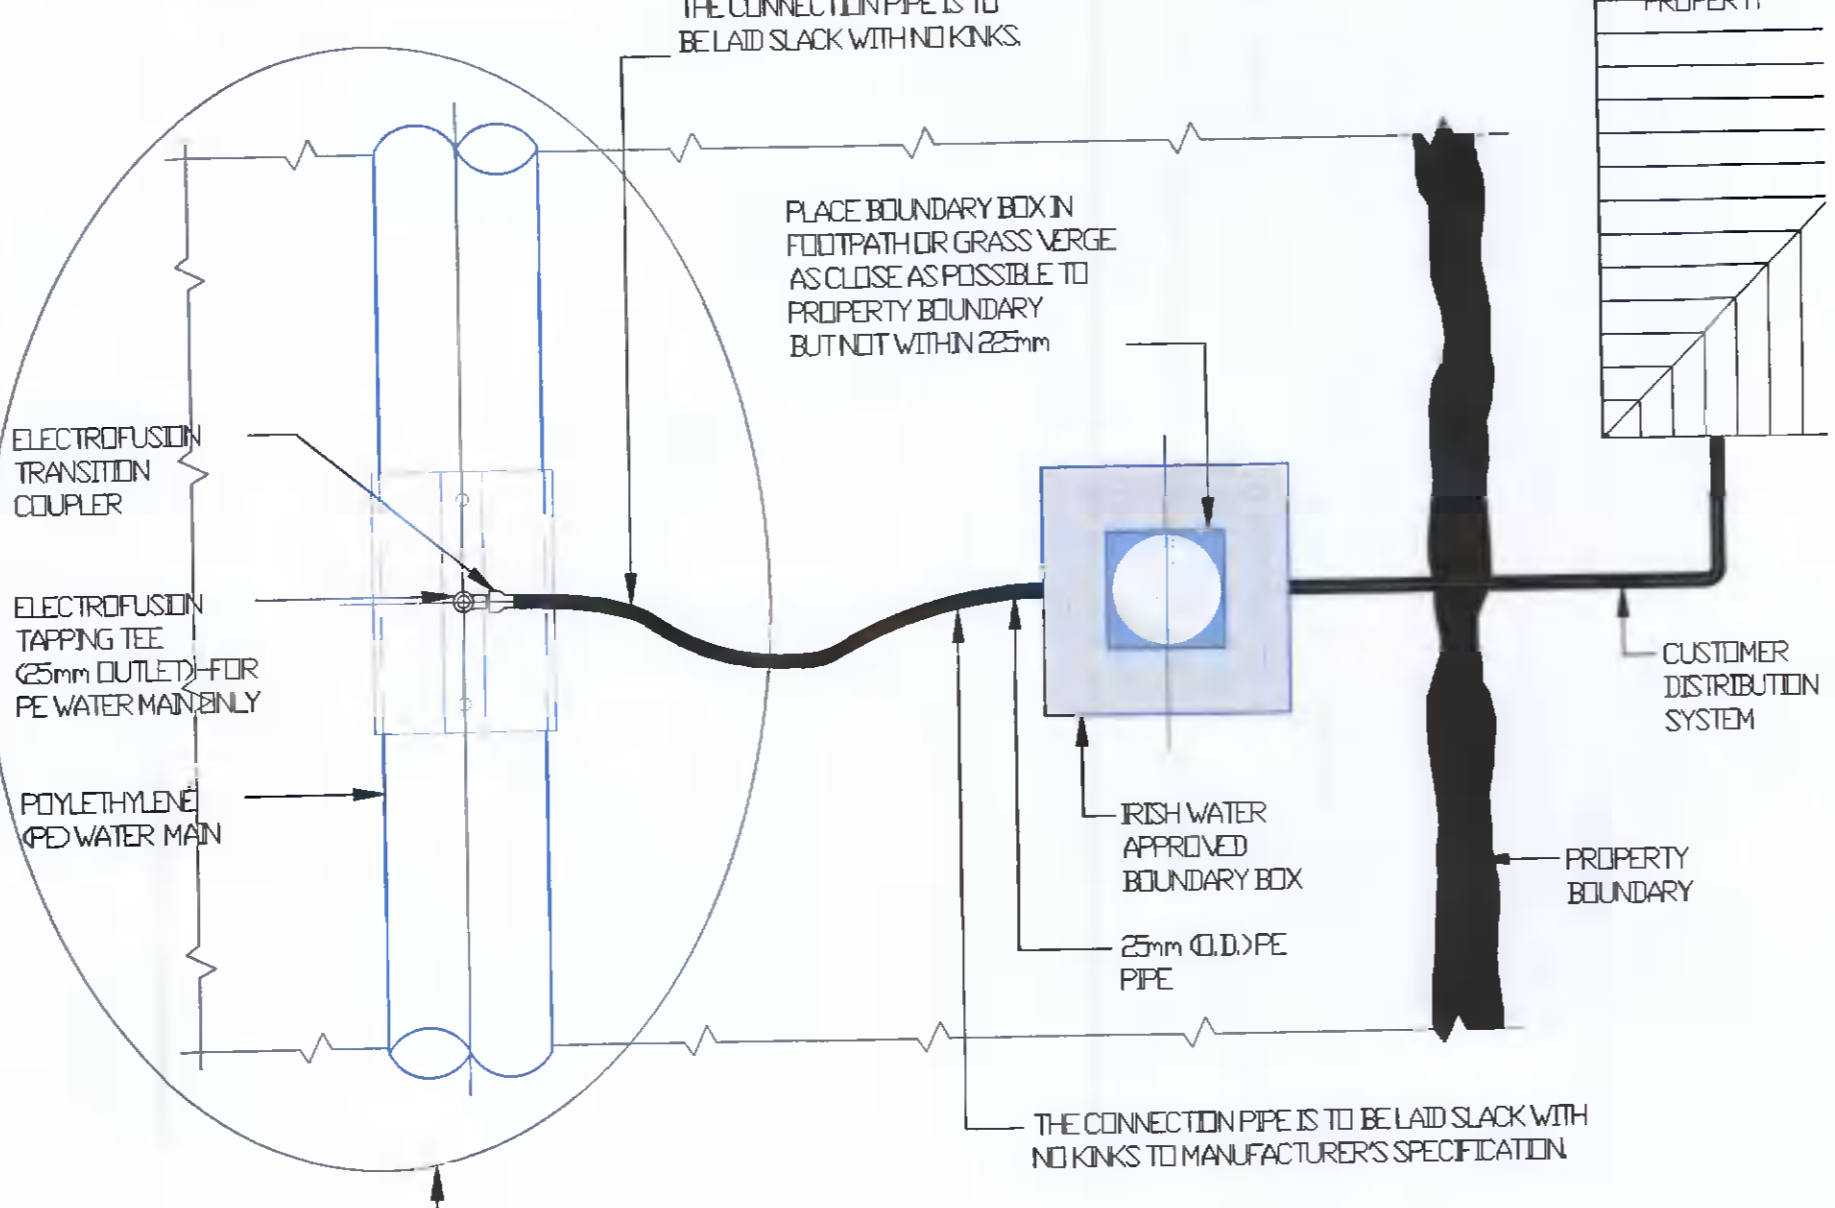 THE CONNECTION PIPE IS TO
BE LAID SLACK WITH NO KINKS.
PROPERTY
PLACE BOUNDARY BOX IN
FOOTPATH OR GRASS VERGE
AS CLOSE AS POSSIBLE TO
PROPERTY BOUNDARY
BUT NOT WITHIN 225mm
ELECTROFUSION
TRANSITION
COUPLER
ELECTROFUSION
TAPPING TEE
(25mm OUTLET)-FOR
PE WATER MAIN ONLY
POYLETHYLENE
(PE) WATER MAIN
CUSTOMER
DISTRIBUTION
SYSTEM
IRISH WATER
APPROVED
BOUNDARY BOX
PROPERTY
BOUNDARY
25mm (O.D.) PE
PIPE
THE CONNECTION PIPE IS TO BE LAID SLACK WITH
NO KINKS TO MANUFACTURER'S SPECIFICATION.